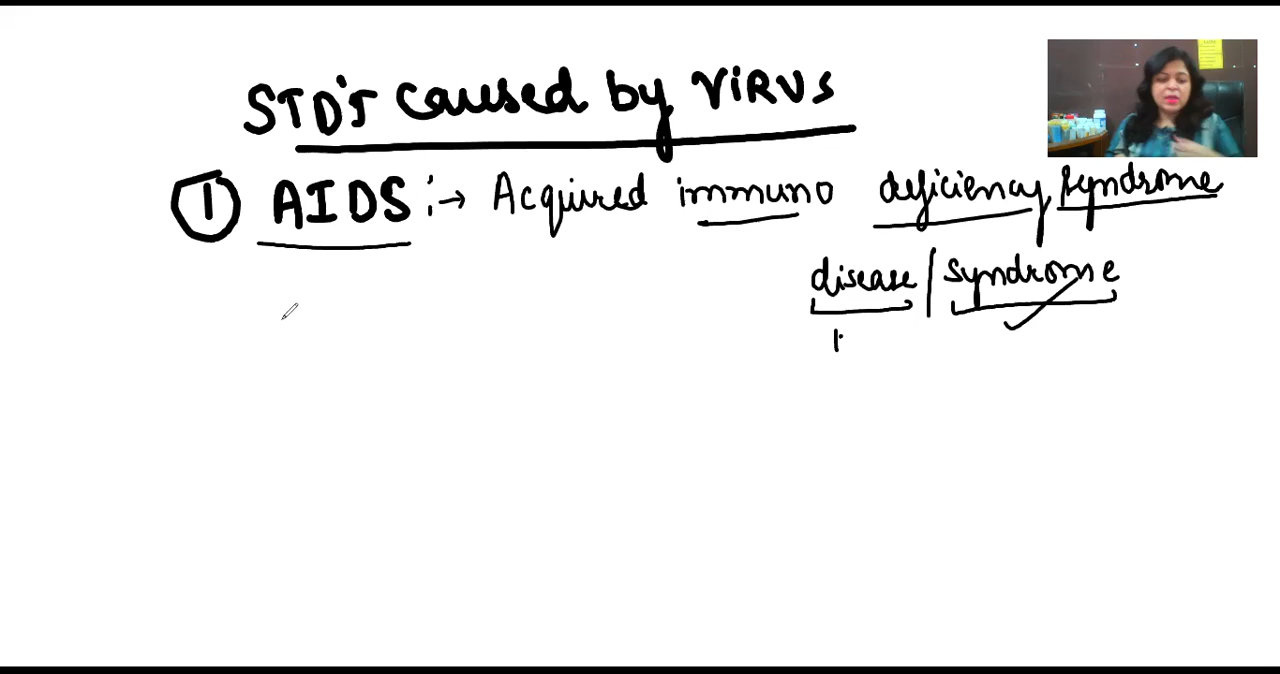 STD'S caused by VIRUS
① AIDS :→ Acquired immuno deficiency syndrome
disease / syndrome